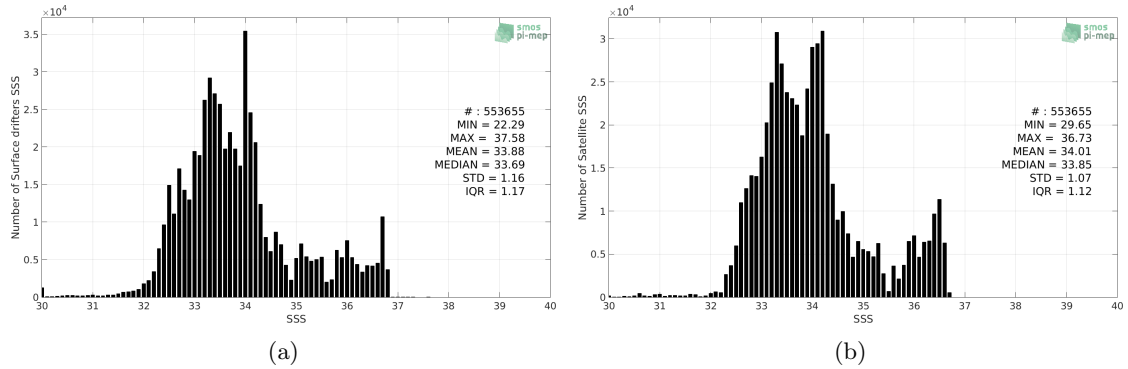 ×10⁴
smos
pi-mep
3.5
3
2.5
2
1.5
1
0.5
0
Number of Surface drifters SSS
# : 553655
MIN = 22.29
MAX = 37.58
MEAN = 33.88
MEDIAN = 33.69
STD = 1.16
IQR = 1.17
30 31 32 33 34 35 36 37 38 39 40
SSS
(a)
×10⁴
smos
pi-mep
3
2.5
2
1.5
1
0.5
0
Number of Satellite SSS
# : 553655
MIN = 29.65
MAX = 36.73
MEAN = 34.01
MEDIAN = 33.85
STD = 1.07
IQR = 1.12
30 31 32 33 34 35 36 37 38 39 40
SSS
(b)